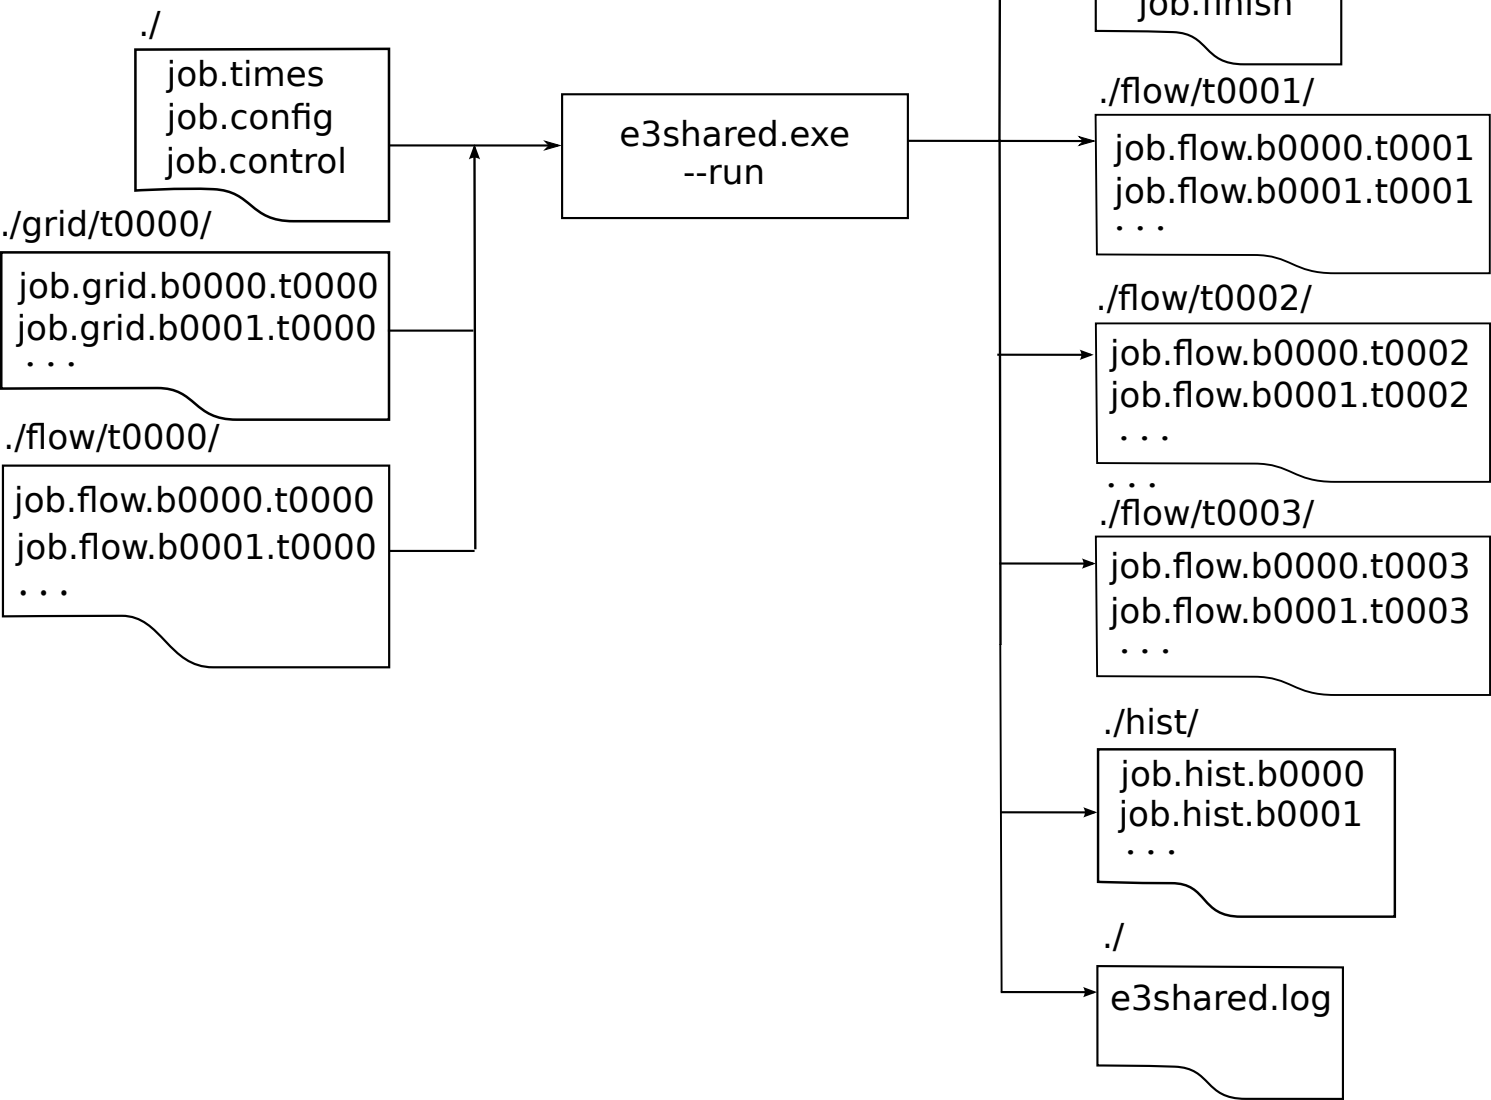 ./
job.times
job.config
job.control
./grid/t0000/
job.grid.b0000.t0000
job.grid.b0001.t0000
. . .
./flow/t0000/
job.flow.b0000.t0000
job.flow.b0001.t0000
. . .
e3shared.exe
--run
job.finish
./flow/t0001/
job.flow.b0000.t0001
job.flow.b0001.t0001
. . .
./flow/t0002/
job.flow.b0000.t0002
job.flow.b0001.t0002
. . .
. . .
./flow/t0003/
job.flow.b0000.t0003
job.flow.b0001.t0003
. . .
./hist/
job.hist.b0000
job.hist.b0001
. . .
./
e3shared.log